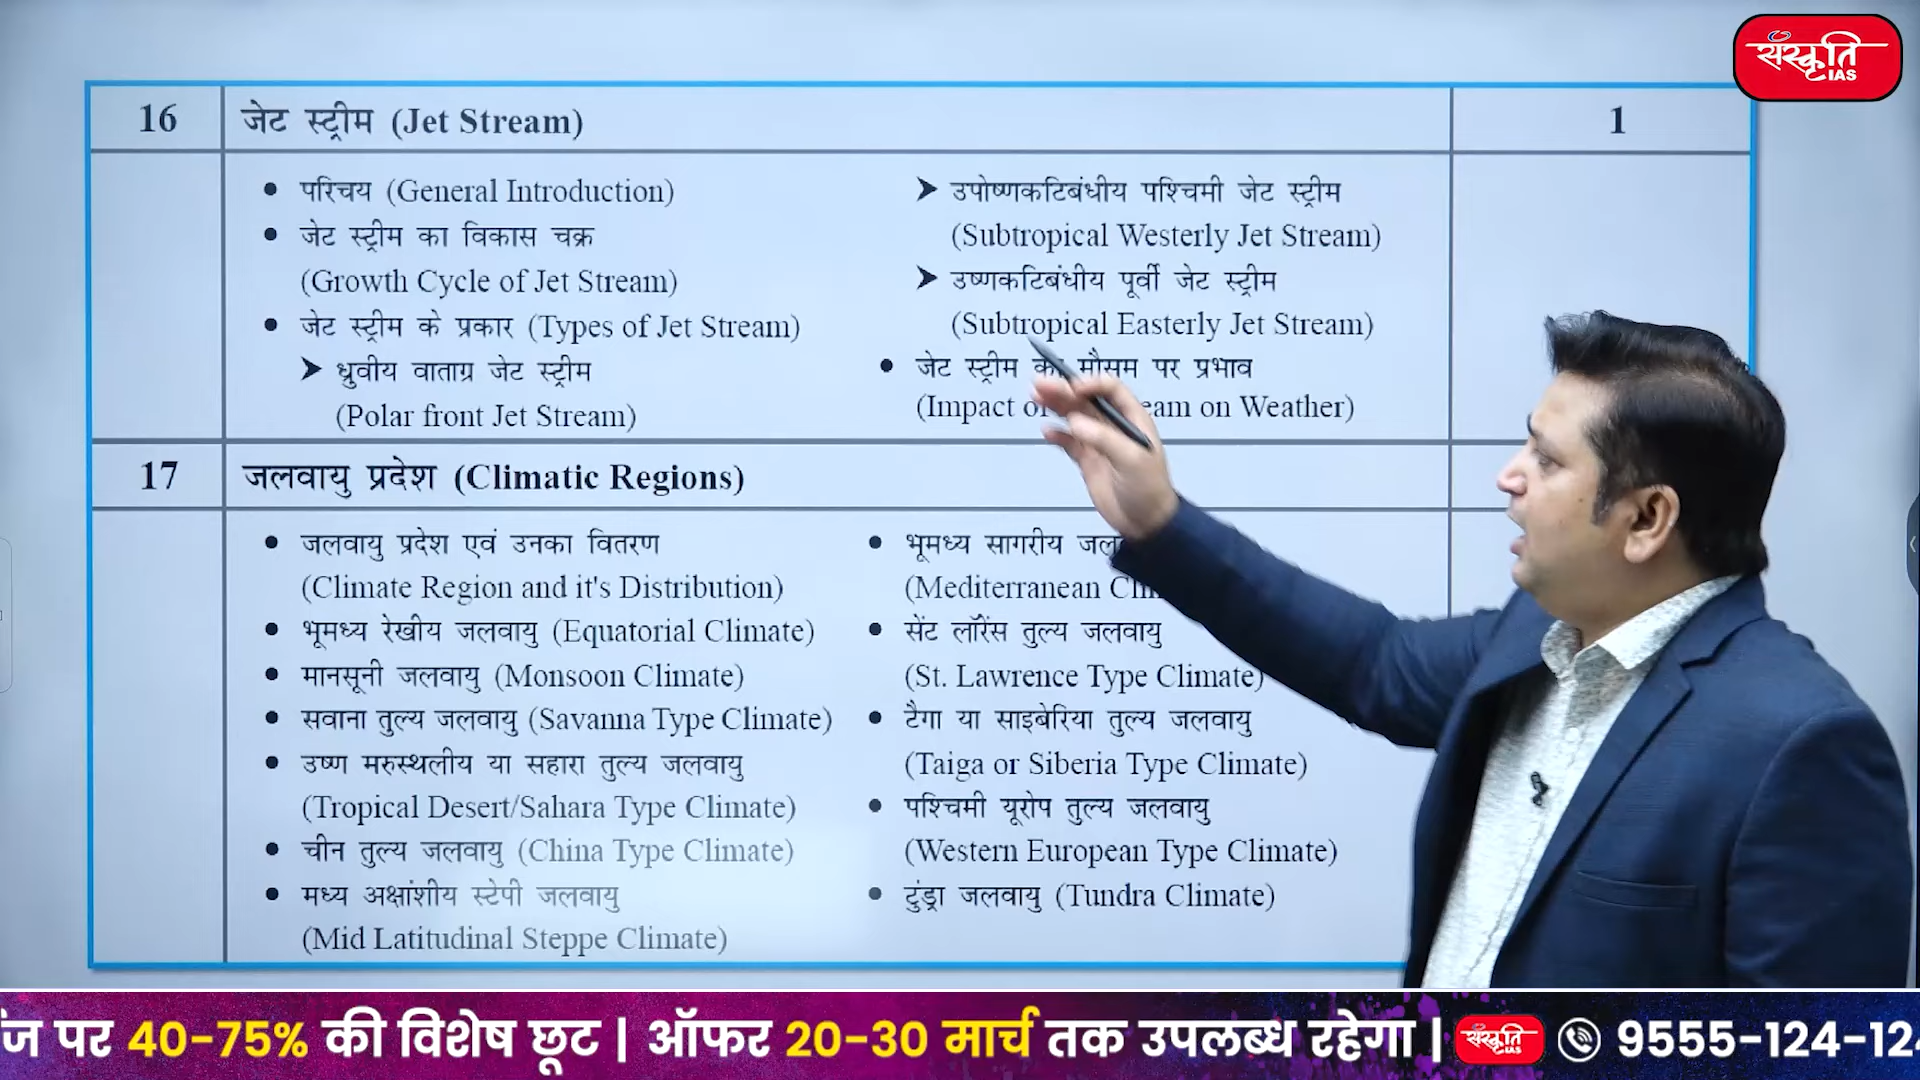 संस्कृति
IAS
16 जेट स्ट्रीम (Jet Stream) 1
• परिचय (General Introduction)
• जेट स्ट्रीम का विकास चक्र
(Growth Cycle of Jet Stream)
• जेट स्ट्रीम के प्रकार (Types of Jet Stream)
➤ ध्रुवीय वाताग्र जेट स्ट्रीम
(Polar front Jet Stream)
➤ उपोष्णकटिबंधीय पश्चिमी जेट स्ट्रीम
(Subtropical Westerly Jet Stream)
➤ उष्णकटिबंधीय पूर्वी जेट स्ट्रीम
(Subtropical Easterly Jet Stream)
• जेट स्ट्रीम का मौसम पर प्रभाव
(Impact on Weather)
17 जलवायु प्रदेश (Climatic Regions)
• जलवायु प्रदेश एवं उनका वितरण
(Climate Region and it's Distribution)
• भूमध्य रेखीय जलवायु (Equatorial Climate)
• मानसूनी जलवायु (Monsoon Climate)
• सवाना तुल्य जलवायु (Savanna Type Climate)
• उष्ण मरुस्थलीय या सहारा तुल्य जलवायु
(Tropical Desert/Sahara Type Climate)
• चीन तुल्य जलवायु (China Type Climate)
• मध्य अक्षांशीय स्टेपी जलवायु
(Mid Latitudinal Steppe Climate)
• भूमध्य सागरीय
(Mediterranean
• सेंट लॉरेंस तुल्य जलवायु
(St. Lawrence Type Climate)
• टैगा या साइबेरिया तुल्य जलवायु
(Taiga or Siberia Type Climate)
• पश्चिमी यूरोप तुल्य जलवायु
(Western European Type Climate)
• टुंड्रा जलवायु (Tundra Climate)
पर 40-75% की विशेष छूट | ऑफर 20-30 मार्च तक उपलब्ध रहेगा | संस्कृति IAS 9555-124-12